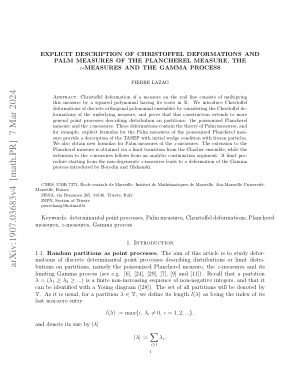 EXPLICIT DESCRIPTION OF CHRISTOFFEL DEFORMATIONS AND
PALM MEASURES OF THE PLANCHEREL MEASURE, THE
z-MEASURES AND THE GAMMA PROCESS
PIERRE LAZAG
Abstract. Christoffel deformation of a measure on the real line consists of multiplying
this measure by a squared polynomial having its roots in R. We introduce Christoffel
deformations of discrete orthogonal polynomial ensembles by considering the Christoffel deformations
of the underlying measure, and prove that this construction extends to more
general point processes describing distribution on partitions: the poissonized Plancherel
measure and the z-measures. These deformations contain the theory of Palm measures, and
for example, explicit formulas for the Palm measures of the poissonized Plancherel measures
provide a description of the TASEP with initial wedge condition with frozen particles.
We also obtain new formulas for Palm measures of the z-measures. The extension to the
Plancherel measure is obtained via a limit transition from the Charlier ensemble, while the
extension to the z-measures follows from an analytic continuation argument. A limit procedure
starting from the non-degenerate z-measures leads to a deformation of the Gamma
process introduced by Borodin and Olshanski.
CNRS, UMR 7373, École centrale de Marseille, Institut de Mathématiques de Marseille, Aix-Marseille Université,
Marseille, France
SISSA, via Bonomea 265, 34136, Trieste, Italy
INFN, Section of Trieste
pierrelazag@hotmail.fr
Keywords: determinantal point processes, Palm measures, Christoffel deformations, Plancherel
measure, z-measures, Gamma process
1. Introduction
1.1. Random partitions as point processes. The aim of this article is to study deformations
of discrete determinantal point processes describing distributions or limit distributions
on partitions, namely the poissonized Plancherel measure, the z-measures and its
limiting Gamma process (see e.g. [6], [24], [29], [7], [9] and [11]). Recall that a partition
λ = (λ1 ≥ λ2 ≥ ...) is a finite non-increasing sequence of non-negative integers, and that it
can be identified with a Young diagram ([28]). The set of all partitions will be denoted by
Y. As it is usual, for a partition λ ∈ Y, we define its length l(λ) as being the index of its
last non-zero entry
l(λ) := max{i, λi ≠ 0, i = 1, 2, ...},
and denote its size by |λ|
|λ| := ∑ λi.
i≥1
1
arXiv:1907.03683v4 [math.PR] 7 Mar 2024